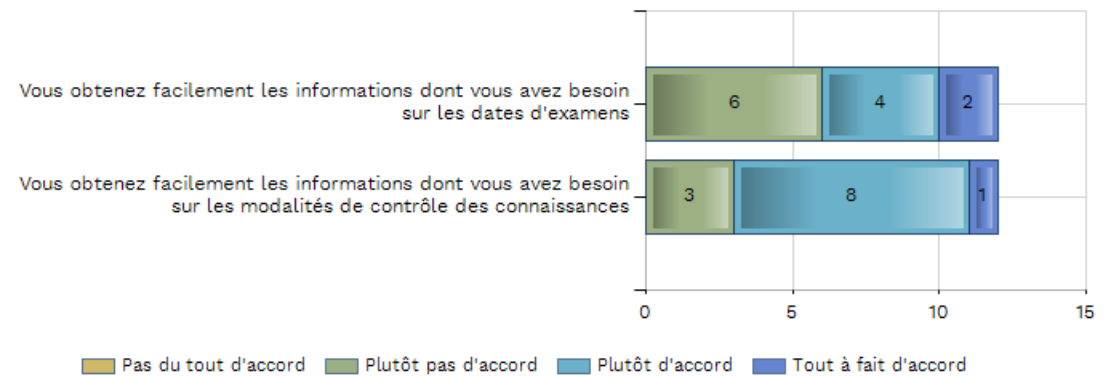 Vous obtenez facilement les informations dont vous avez besoin
sur les dates d'examens
6 4 2
Vous obtenez facilement les informations dont vous avez besoin
sur les modalités de contrôle des connaissances
3 8 1
0 5 10 15
Pas du tout d'accord Plutôt pas d'accord Plutôt d'accord Tout à fait d'accord